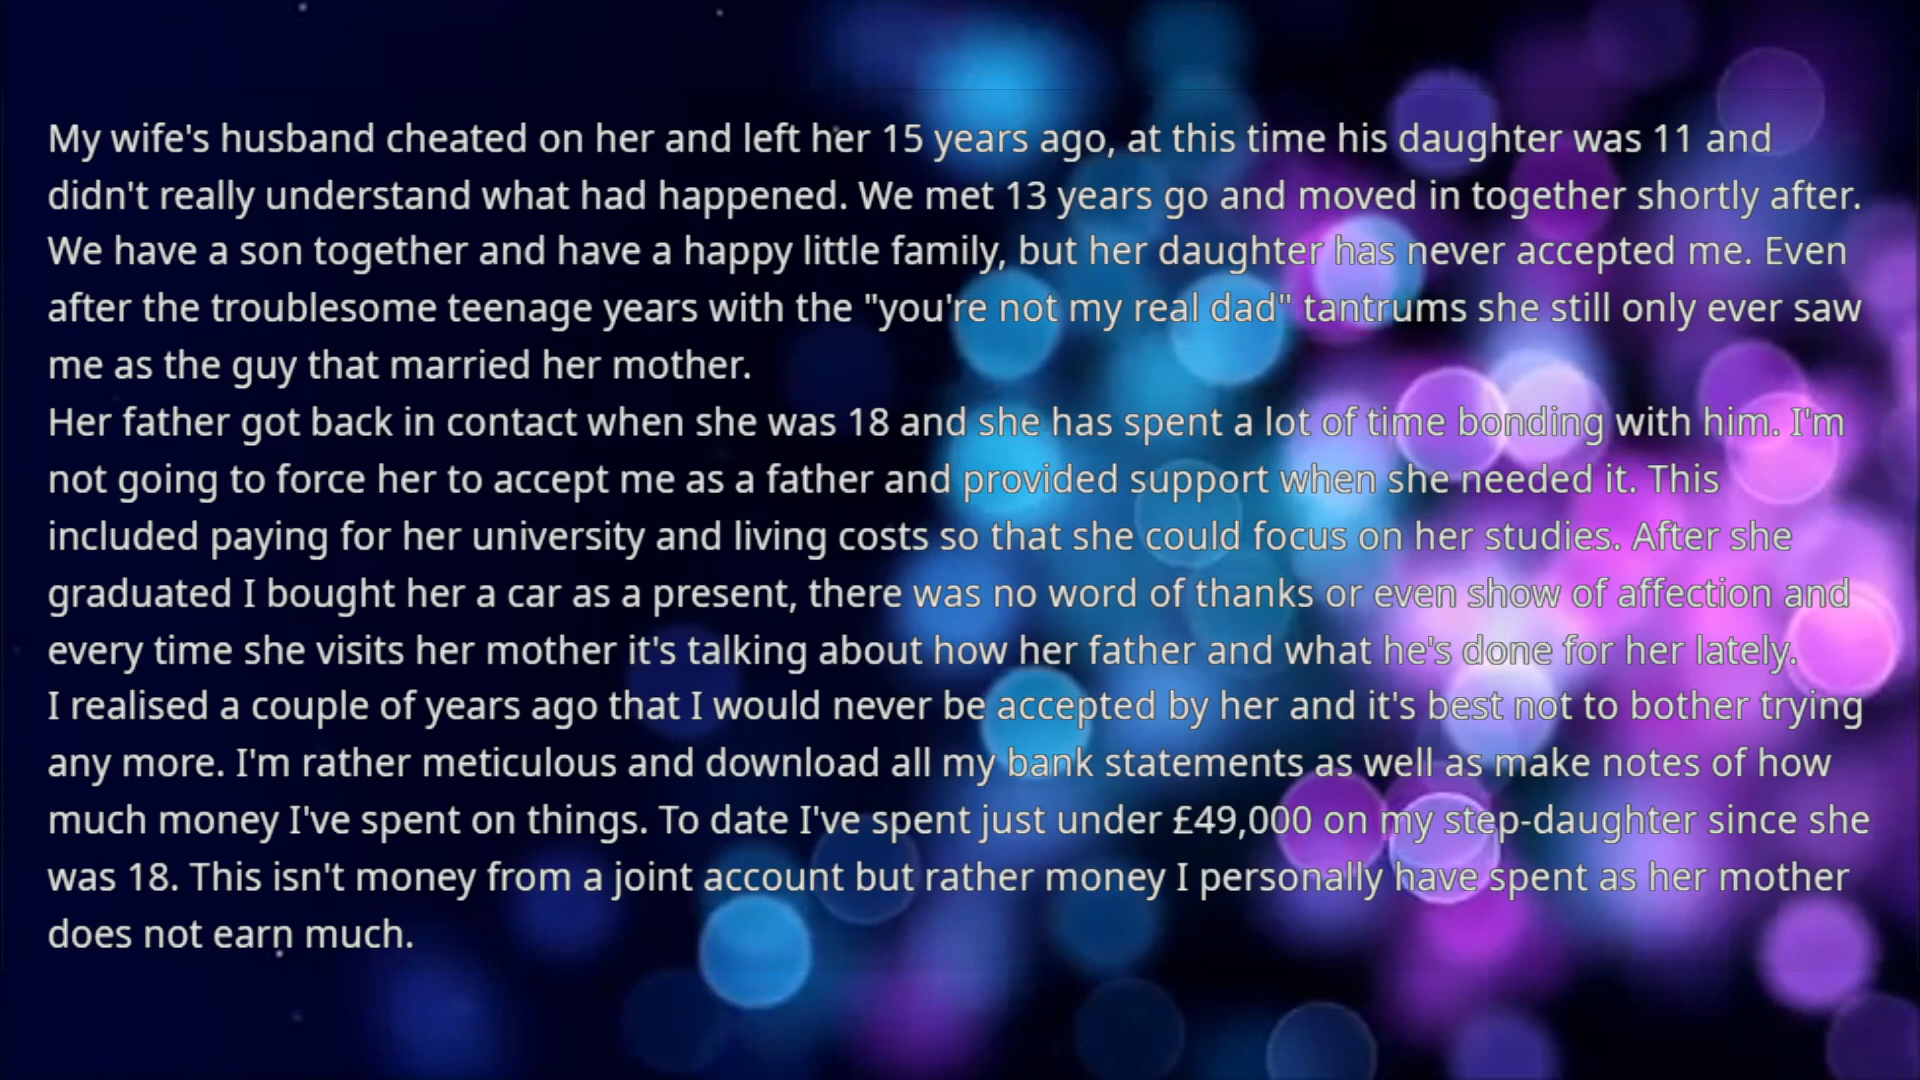 My wife's husband cheated on her and left her 15 years ago, at this time his daughter was 11 and
didn't really understand what had happened. We met 13 years go and moved in together shortly after.
We have a son together and have a happy little family, but her daughter has never accepted me. Even
after the troublesome teenage years with the "you're not my real dad" tantrums she still only ever saw
me as the guy that married her mother.
Her father got back in contact when she was 18 and she has spent a lot of time bonding with him. I'm
not going to force her to accept me as a father and provided support when she needed it. This
included paying for her university and living costs so that she could focus on her studies. After she
graduated I bought her a car as a present, there was no word of thanks or even show of affection and
every time she visits her mother it's talking about how her father and what he's done for her lately.
I realised a couple of years ago that I would never be accepted by her and it's best not to bother trying
any more. I'm rather meticulous and download all my bank statements as well as make notes of how
much money I've spent on things. To date I've spent just under £49,000 on my step-daughter since she
was 18. This isn't money from a joint account but rather money I personally have spent as her mother
does not earn much.